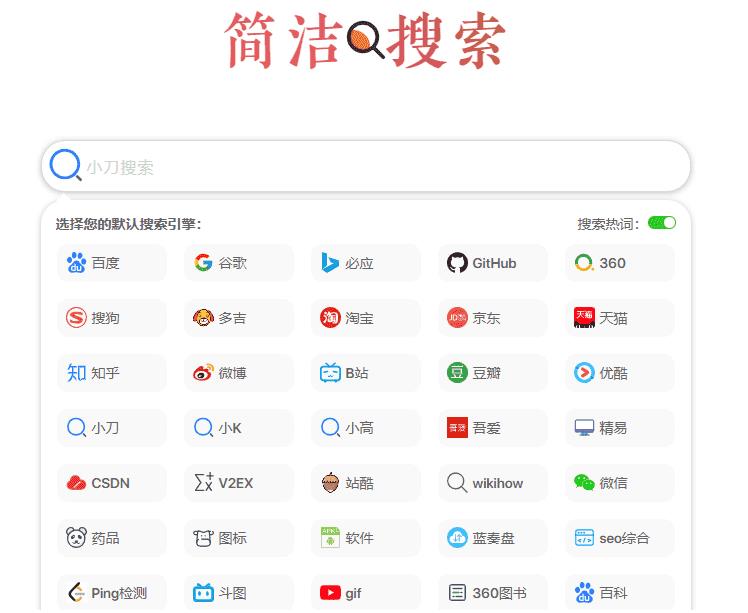 简洁搜索
小刀搜索
选择您的默认搜索引擎: 搜索热词:
百度 谷歌 必应 GitHub 360
搜狗 多吉 淘宝 京东 天猫
知乎 微博 B站 豆瓣 优酷
小刀 小K 小高 吾爱 精易
CSDN V2EX 站酷 wikihow 微信
药品 图标 软件 蓝奏盘 seo综合
Ping检测 斗图 gif 360图书 百科